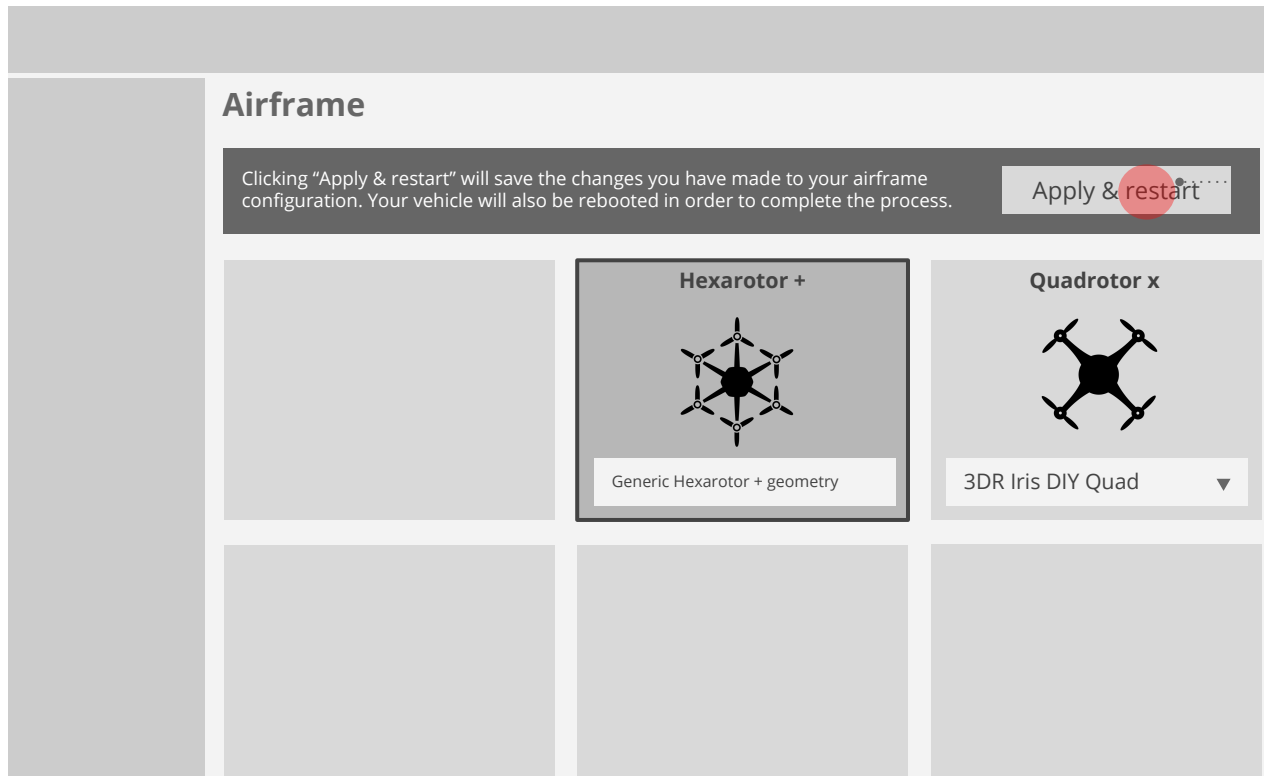 Airframe
Clicking “Apply & restart” will save the changes you have made to your airframe
configuration. Your vehicle will also be rebooted in order to complete the process.
Apply & restart
Hexarotor +
Generic Hexarotor + geometry
Quadrotor x
3DR Iris DIY Quad